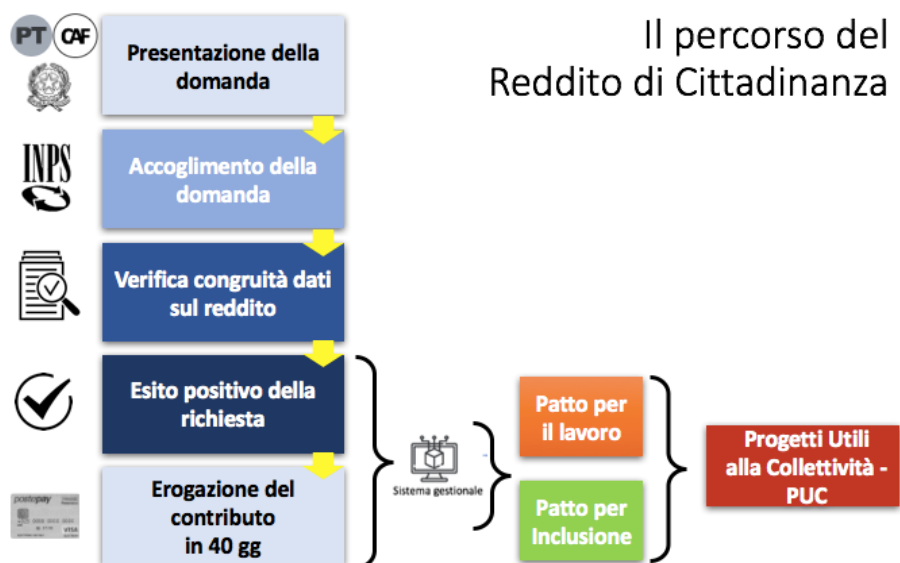 Il percorso del
Reddito di Cittadinanza
PT CAF
Presentazione della
domanda
INPS
Accoglimento della
domanda
Verifica congruità dati
sul reddito
Esito positivo della
richiesta
Erogazione del
contributo
in 40 gg
postepay
VISA
Sistema gestionale
Patto per
il lavoro
Patto per
Inclusione
Progetti Utili
alla Collettività -
PUC